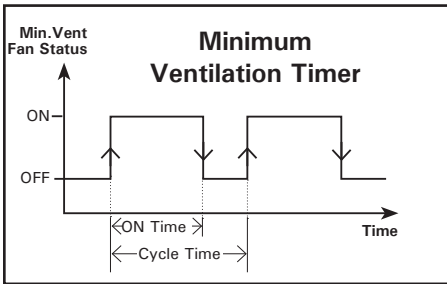 Min.Vent
Fan Status
Minimum
Ventilation Timer
ON
OFF
ON Time
Time
Cycle Time